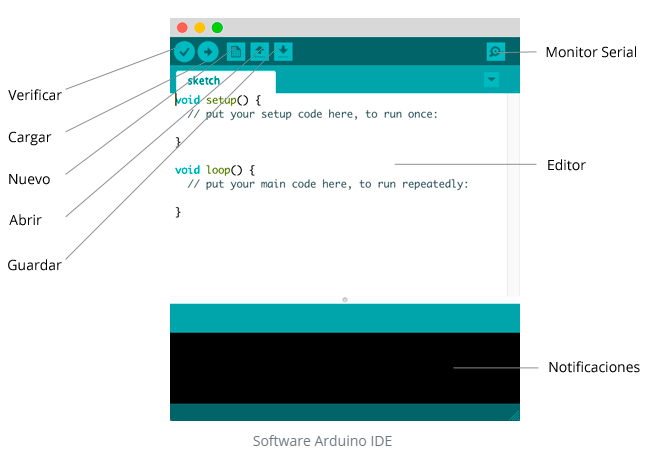 Verificar
Cargar
Nuevo
Abrir
Guardar
Monitor Serial
sketch
void setup() {
// put your setup code here, to run once:
}
void loop() {
// put your main code here, to run repeatedly:
}
Editor
Notificaciones
Software Arduino IDE